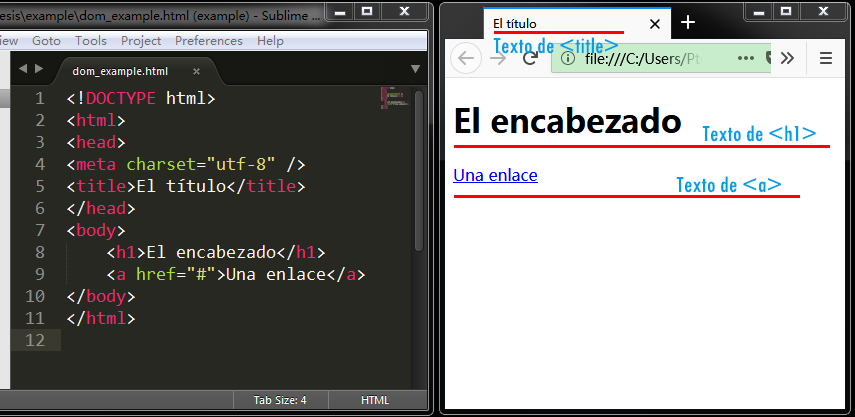 esis\example\dom_example.html (example) - Sublime ...
iew Goto Tools Project Preferences Help
dom_example.html
1 <!DOCTYPE html>
2 <html>
3 <head>
4 <meta charset="utf-8" />
5 <title>El título</title>
6 </head>
7 <body>
8 <h1>El encabezado</h1>
9 <a href="#">Una enlace</a>
10 </body>
11 </html>
12
Tab Size: 4 HTML
El título
Texto de <title>
file:///C:/Users/Pt
El encabezado
Texto de <h1>
Una enlace
Texto de <a>